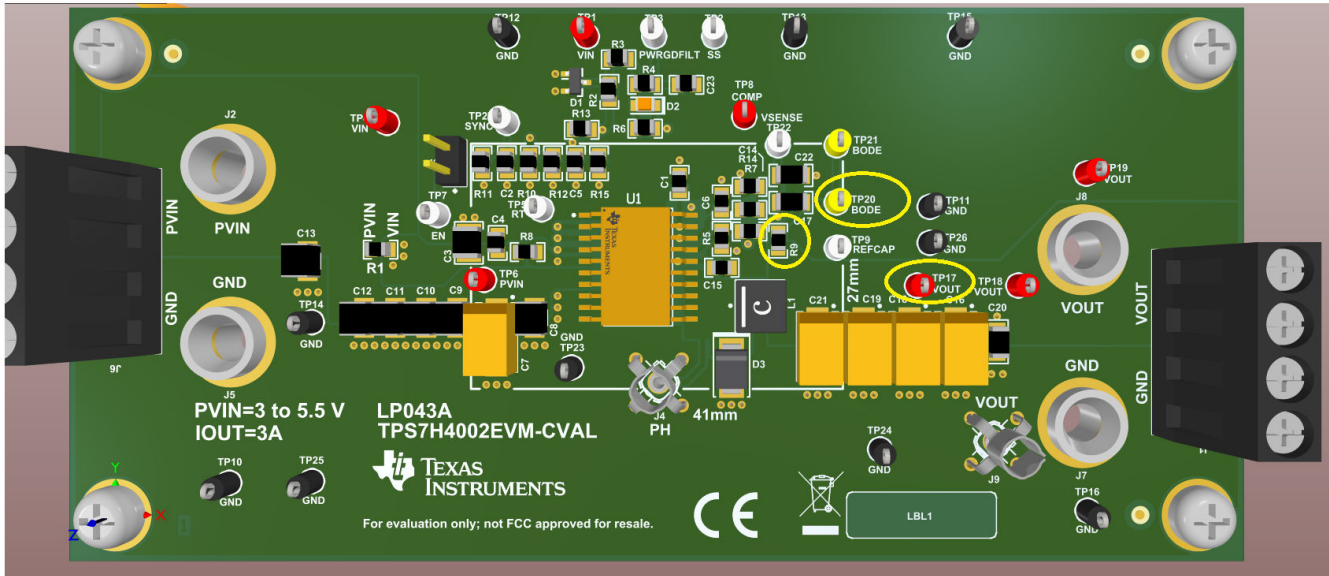 TP12
GND
TP1
VIN
TP3
PWRGDFILT
TP2
SS
TP13
GND
TP15
GND
R3
R4
R2
D1
C23
D2
R13
R6
TP8
COMP
VSENSE
TP22
TP21
BODE
TP
VIN
TP2
SYNC
J2
PVIN
PVIN
R11
C2
R10
R12
C5
R15
TP7
EN
TP5
RT
U1
TEXAS
INSTRUMENTS
C1
C14
R14
R7
C22
C6
C17
TP20
BODE
TP11
GND
TP19
VOUT
J8
VOUT
PVIN
VIN
R1
C13
C3
C4
R8
R5
R9
C15
TP9
REFCAP
TP26
GND
27mm
TP6
PVIN
TP17
VOUT
TP18
VOUT
VOUT
GND
GND
J5
J6
TP14
GND
C12
C11
C10
C9
C8
C7
GND
TP23
C
L1
D3
C21
C19
C18
C16
C20
GND
GND
J4
PH
41mm
VOUT
J9
J7
PVIN=3 to 5.5 V
IOUT=3A
LP043A
TPS7H4002EVM-CVAL
TEXAS
INSTRUMENTS
TP10
GND
TP25
GND
TP24
GND
TP16
GND
For evaluation only; not FCC approved for resale.
CE
LBL1
Y
X
Z